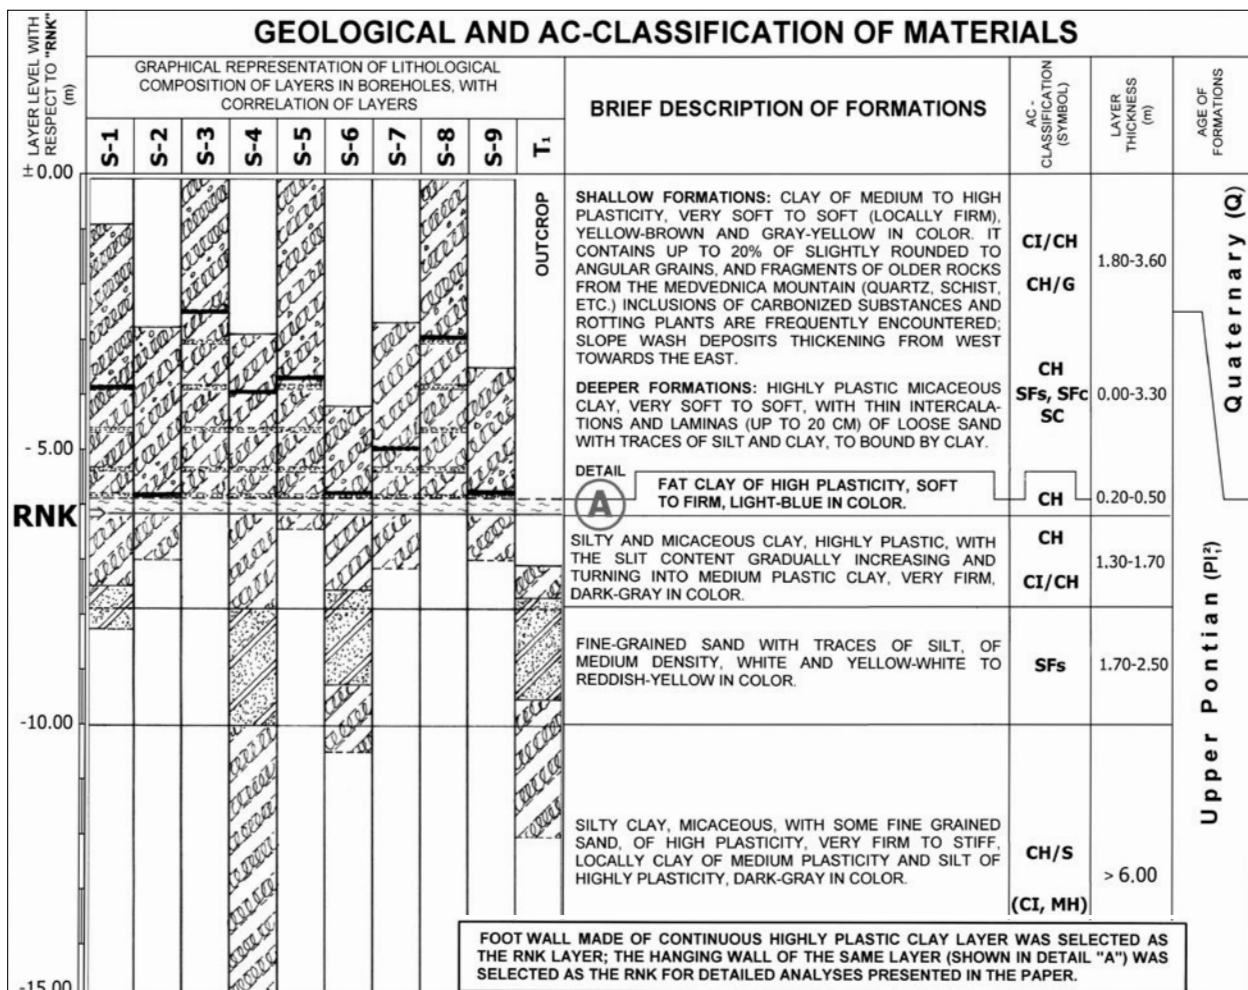 GEOLOGICAL AND AC-CLASSIFICATION OF MATERIALS
LAYER LEVEL WITH
RESPECT TO "RNK"
(m)
GRAPHICAL REPRESENTATION OF LITHOLOGICAL
COMPOSITION OF LAYERS IN BOREHOLES, WITH
CORRELATION OF LAYERS
BRIEF DESCRIPTION OF FORMATIONS
AC -
CLASSIFICATION
(SYMBOL)
LAYER
THICKNESS
(m)
AGE OF
FORMATIONS
S-1
S-2
S-3
S-4
S-5
S-6
S-7
S-8
S-9
T1
± 0.00
- 5.00
RNK
-10.00
-15.00
OUTCROP
SHALLOW FORMATIONS: CLAY OF MEDIUM TO HIGH
PLASTICITY, VERY SOFT TO SOFT (LOCALLY FIRM),
YELLOW-BROWN AND GRAY-YELLOW IN COLOR. IT
CONTAINS UP TO 20% OF SLIGHTLY ROUNDED TO
ANGULAR GRAINS, AND FRAGMENTS OF OLDER ROCKS
FROM THE MEDVEDNICA MOUNTAIN (QUARTZ, SCHIST,
ETC.) INCLUSIONS OF CARBONIZED SUBSTANCES AND
ROTTING PLANTS ARE FREQUENTLY ENCOUNTERED;
SLOPE WASH DEPOSITS THICKENING FROM WEST
TOWARDS THE EAST.
CI/CH
CH/G
1.80-3,60
DEEPER FORMATIONS: HIGHLY PLASTIC MICACEOUS
CLAY, VERY SOFT TO SOFT, WITH THIN INTERCALA-
TIONS AND LAMINAS (UP TO 20 CM) OF LOOSE SAND
WITH TRACES OF SILT AND CLAY, TO BOUND BY CLAY.
CH
SFs, SFc
SC
0.00-3.30
DETAIL
A
FAT CLAY OF HIGH PLASTICITY, SOFT
TO FIRM, LIGHT-BLUE IN COLOR.
CH
0.20-0.50
SILTY AND MICACEOUS CLAY, HIGHLY PLASTIC, WITH
THE SLIT CONTENT GRADUALLY INCREASING AND
TURNING INTO MEDIUM PLASTIC CLAY, VERY FIRM,
DARK-GRAY IN COLOR.
CH
CI/CH
1.30-1.70
FINE-GRAINED SAND WITH TRACES OF SILT, OF
MEDIUM DENSITY, WHITE AND YELLOW-WHITE TO
REDDISH-YELLOW IN COLOR.
SFs
1.70-2.50
SILTY CLAY, MICACEOUS, WITH SOME FINE GRAINED
SAND, OF HIGH PLASTICITY, VERY FIRM TO STIFF,
LOCALLY CLAY OF MEDIUM PLASTICITY AND SILT OF
HIGHLY PLASTICITY, DARK-GRAY IN COLOR.
CH/S
(CI, MH)
> 6.00
Quaternary (Q)
Upper Pontian
FOOT WALL MADE OF CONTINUOUS HIGHLY PLASTIC CLAY LAYER WAS SELECTED AS
THE RNK LAYER; THE HANGING WALL OF THE SAME LAYER (SHOWN IN DETAIL "A") WAS
SELECTED AS THE RNK FOR DETAILED ANALYSES PRESENTED IN THE PAPER.